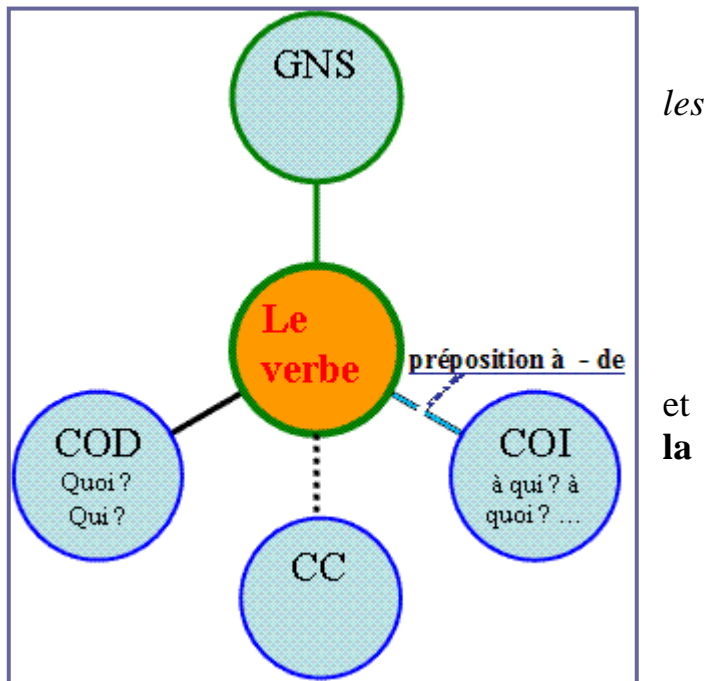 GNS
les
Le
verbe
préposition à - de
et
la
COD
Quoi ?
Qui ?
COI
à qui ? à
quoi ? ...
CC